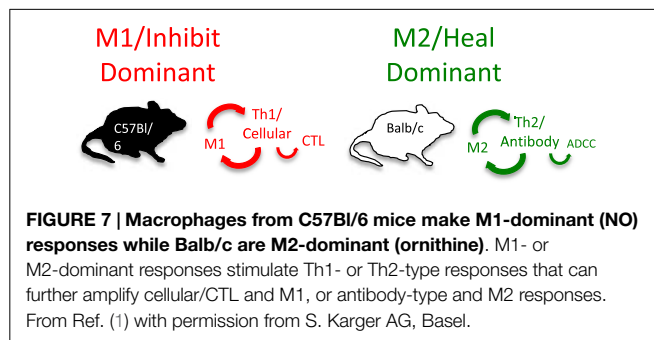 M1/Inhibit
Dominant
M2/Heal
Dominant
C57Bl/
6
M1
Th1/
Cellular
CTL
Balb/c
M2
Th2/
Antibody
ADCC
FIGURE 7 | Macrophages from C57Bl/6 mice make M1-dominant (NO)
responses while Balb/c are M2-dominant (ornithine). M1- or
M2-dominant responses stimulate Th1- or Th2-type responses that can
further amplify cellular/CTL and M1, or antibody-type and M2 responses.
From Ref. (1) with permission from S. Karger AG, Basel.